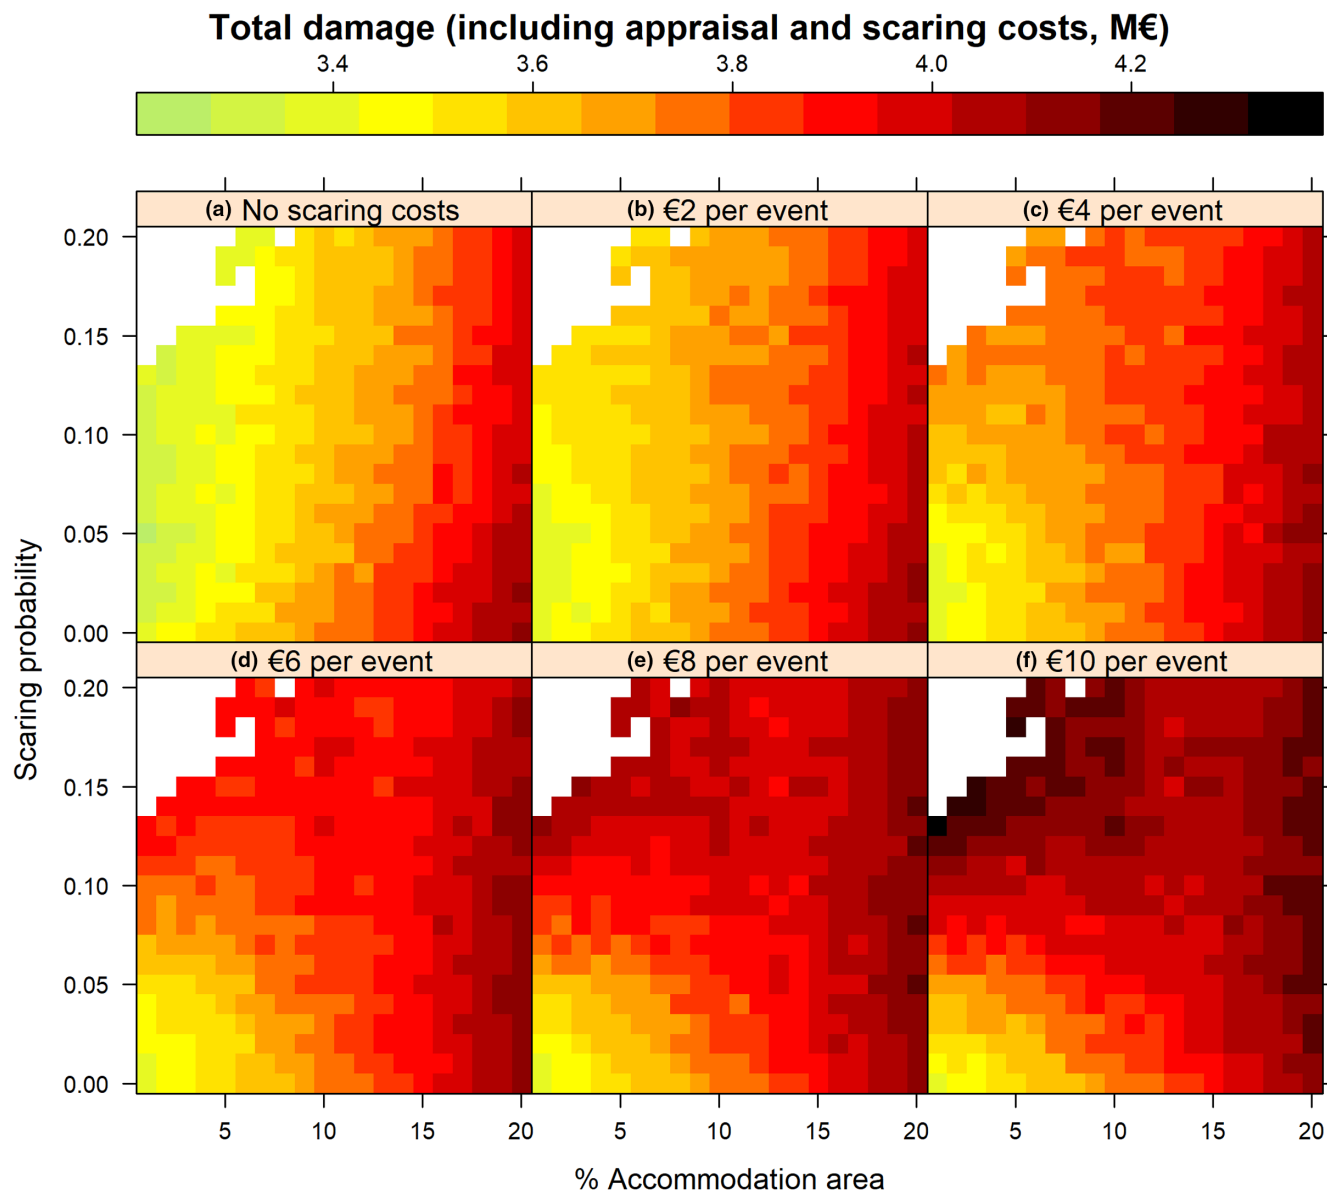 Total damage (including appraisal and scaring costs, M€)
3.4 3.6 3.8 4.0 4.2
(a) No scaring costs (b) €2 per event (c) €4 per event
0.20
0.15
0.10
0.05
0.00
(d) €6 per event (e) €8 per event (f) €10 per event
0.20
0.15
0.10
0.05
0.00
Scaring probability
5 10 15 20 5 10 15 20 5 10 15 20
% Accommodation area